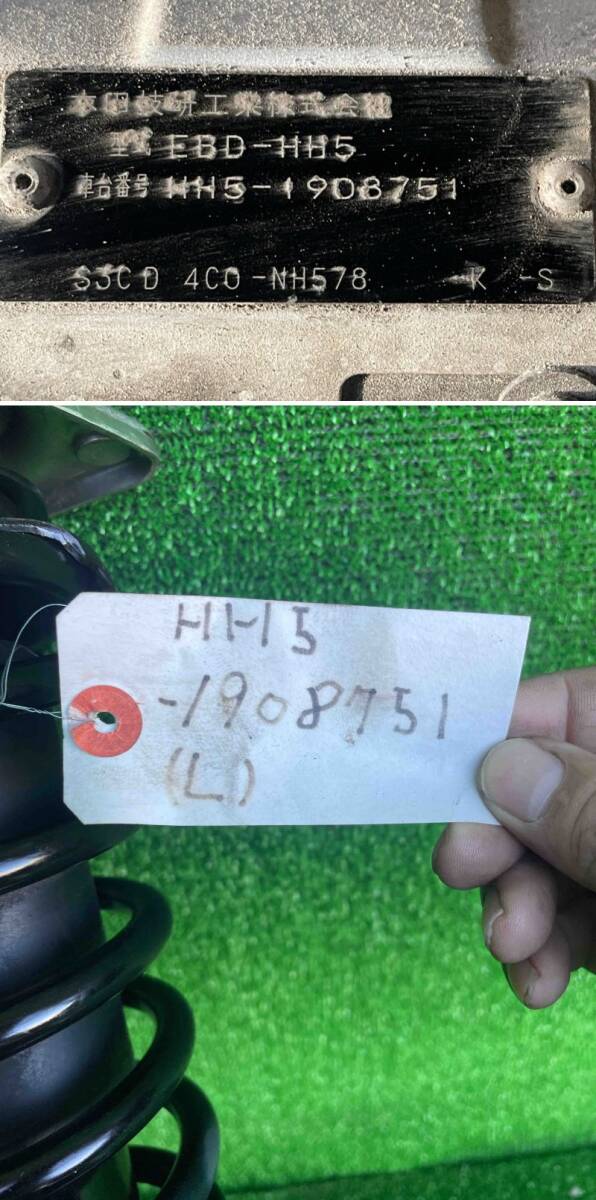 本田技研工業株式会社
型式 EBD-HH5
車台番号 HH5-1908751
S3CD 4C0-NH578 -K -S
HH5
-1908751
(L)